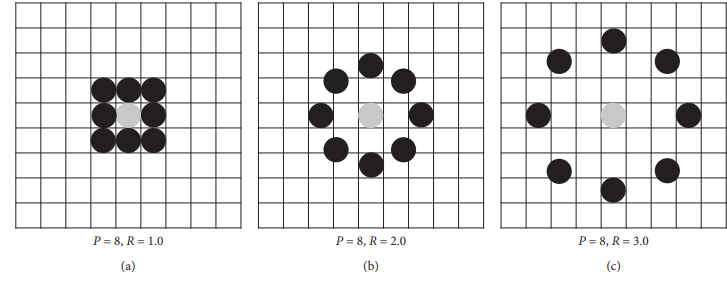 P = 8, R = 1.0
P = 8, R = 2.0
P = 8, R = 3.0
(a)
(b)
(c)